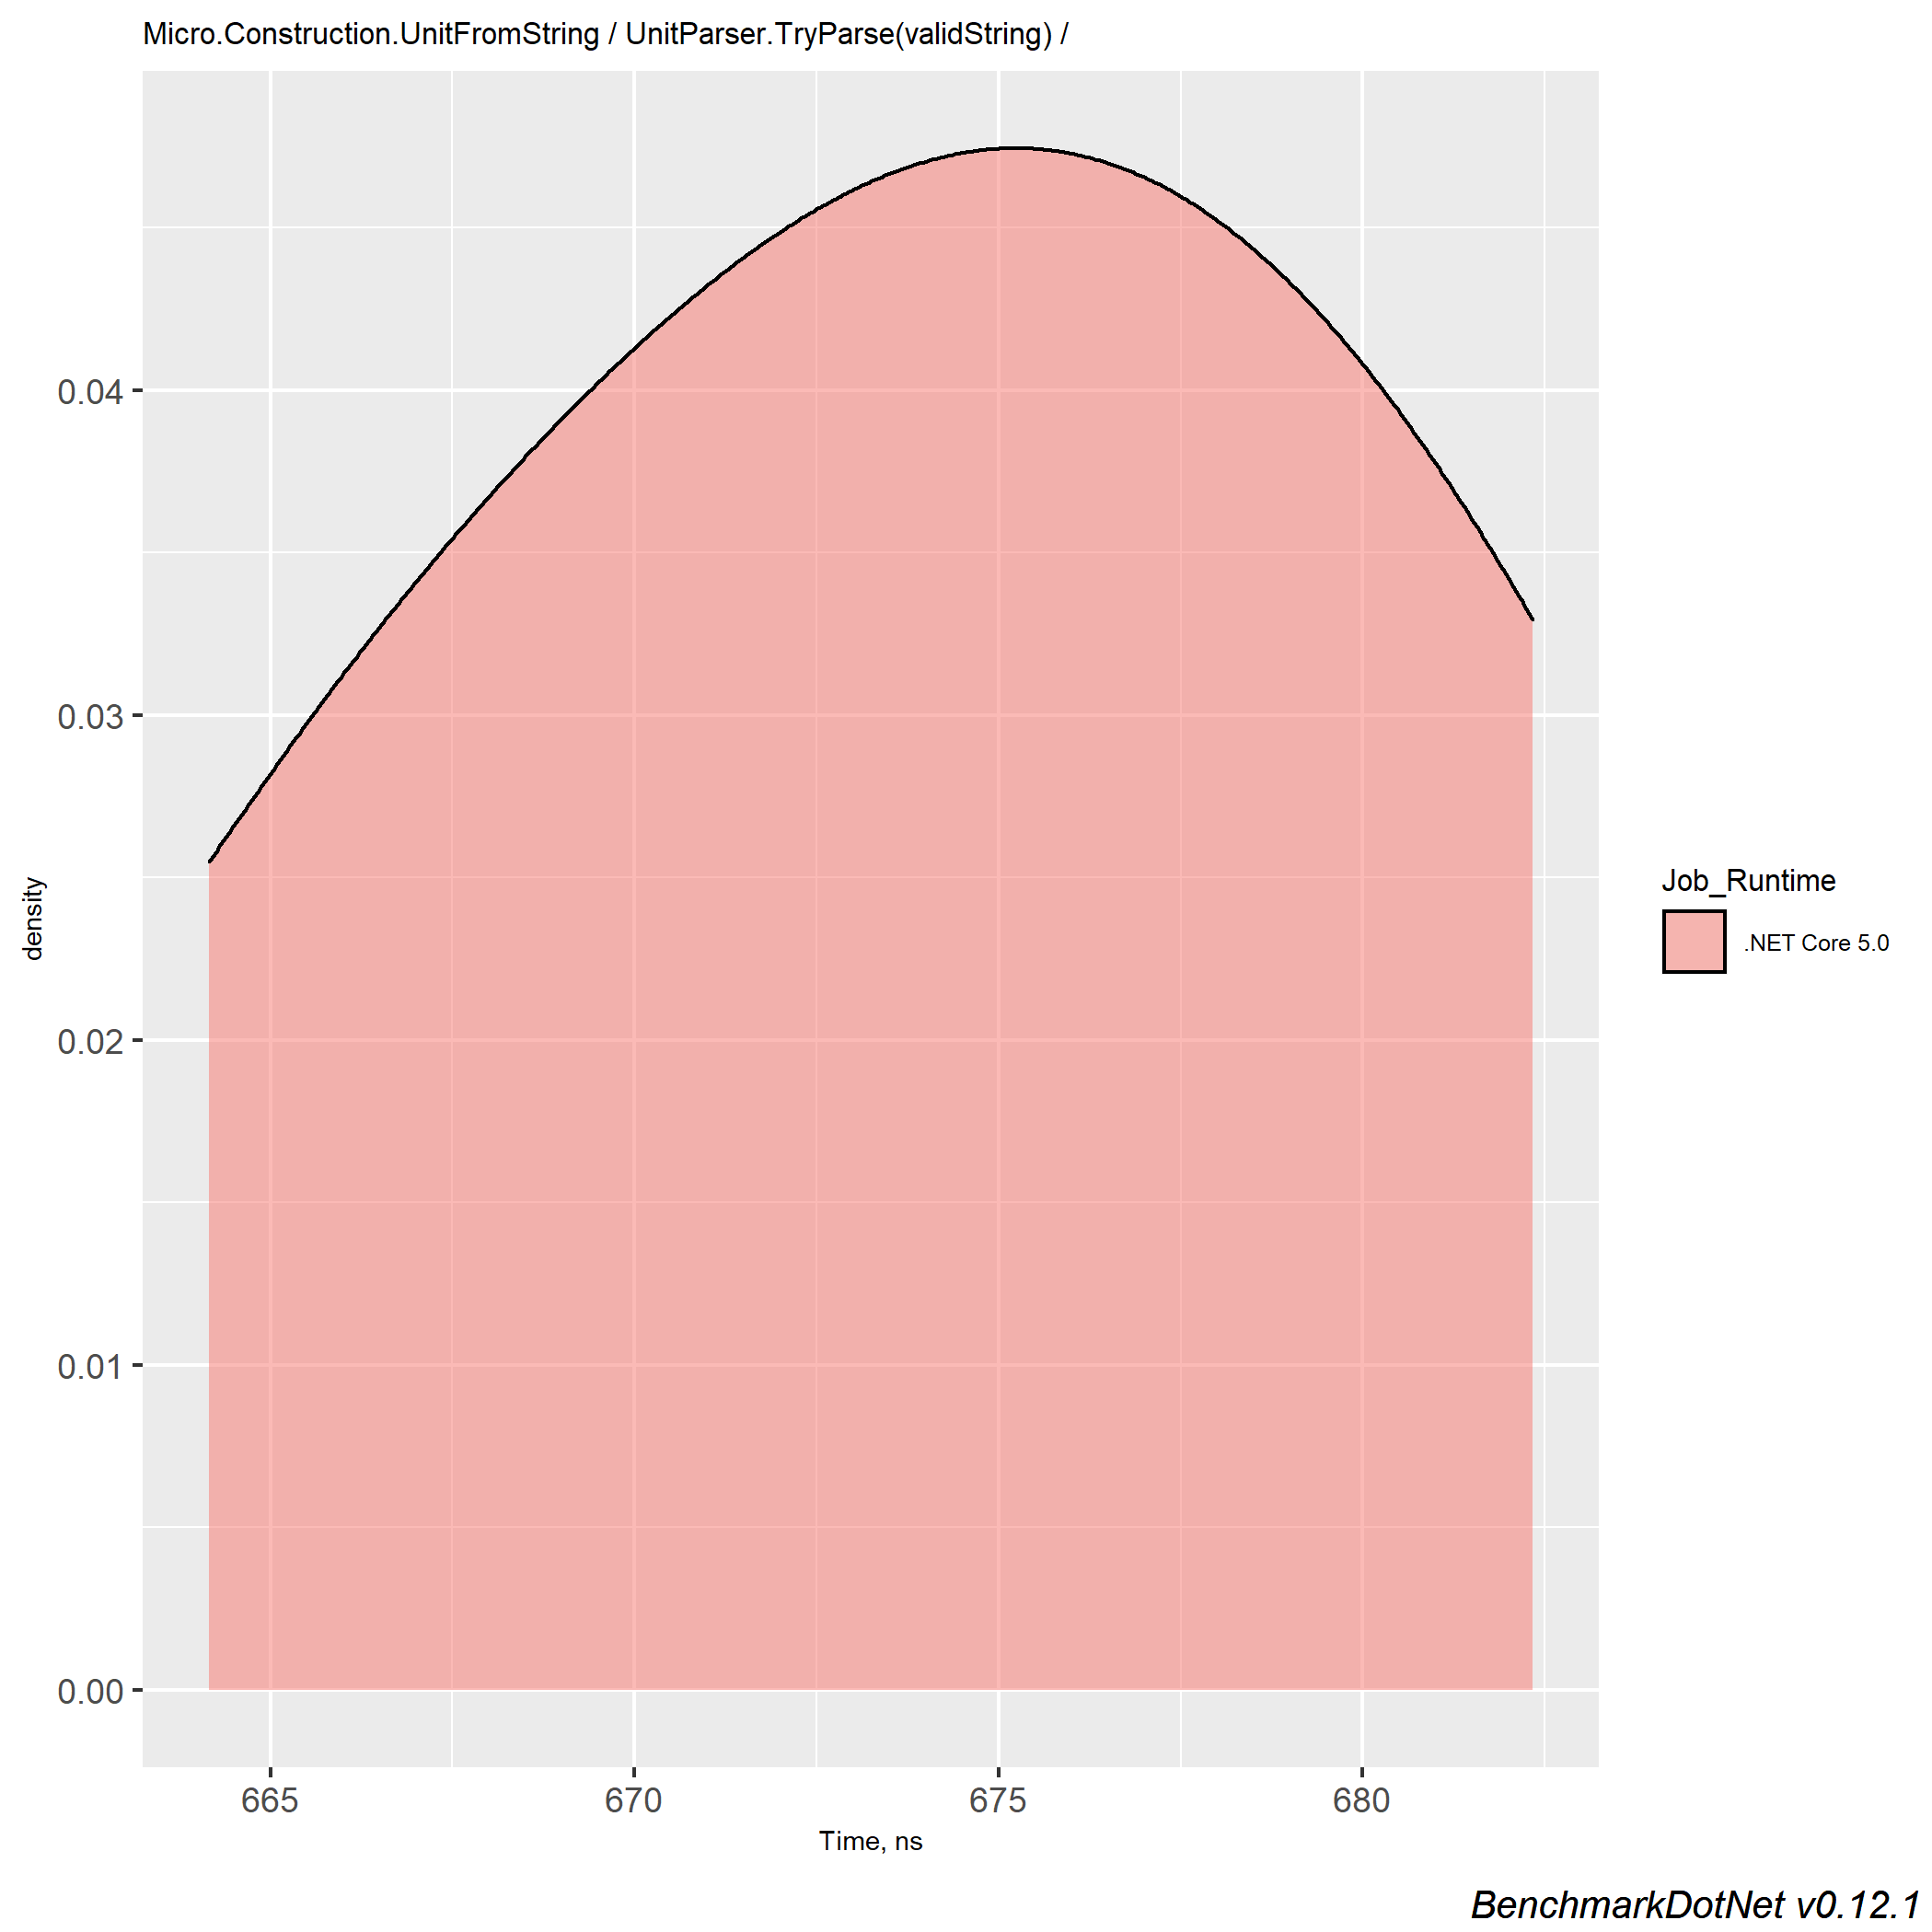 Micro.Construction.UnitFromString / UnitParser.TryParse(validString) /
0.04
0.03
0.02
0.01
0.00
density
665 670 675 680
Time, ns
Job_Runtime
.NET Core 5.0
BenchmarkDotNet v0.12.1